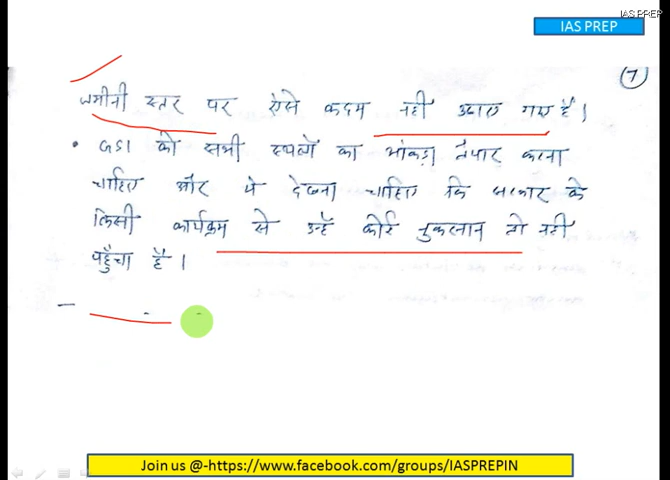 IAS PREP
IAS PREP
7
जमीनी स्तर पर ऐसे कदम नही उठाए गए है।
• को सभी स्थलों का आंकड़ा तैयार करना
चाहिए और ये देखना चाहिए कि सरकार के
किसी कार्यक्रम से उन्हें कोई नुकसान तो नही
पहुँचा है।
Join us @-https://www.facebook.com/groups/IASPREPIN